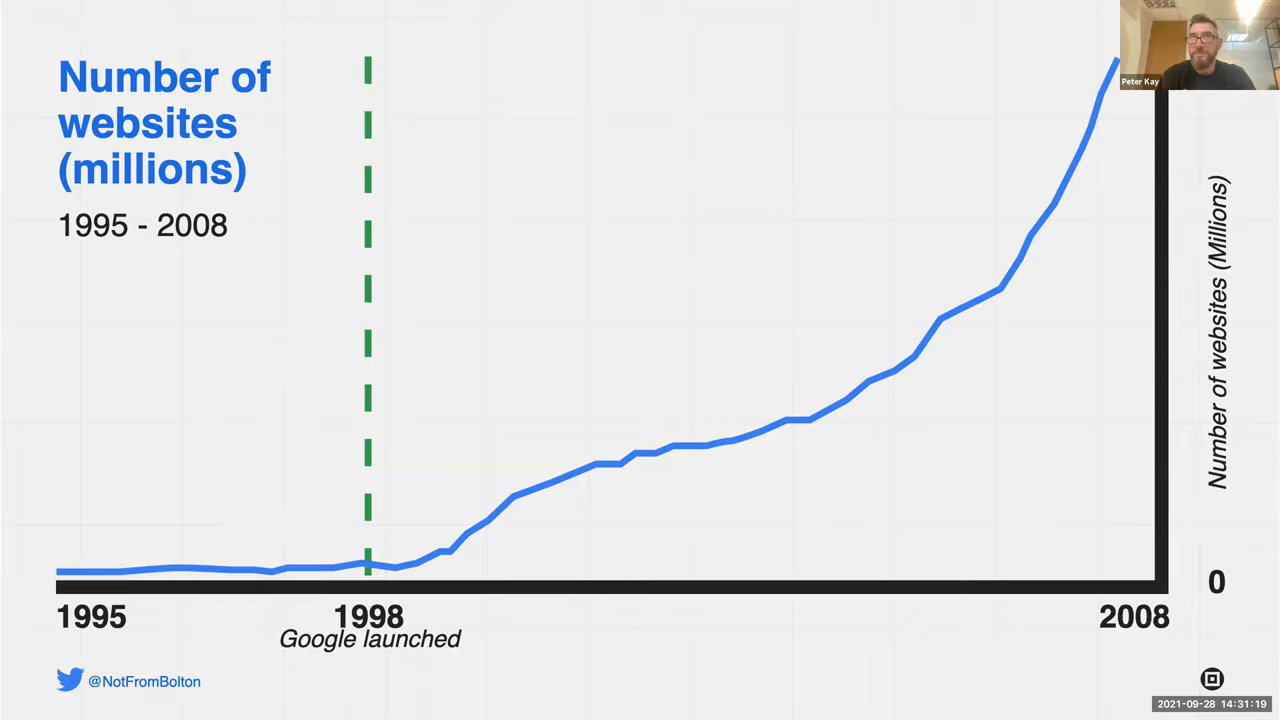 Number of
websites
(millions)
1995 - 2008
Peter Kay
Number of websites (Millions)
0
1995
1998
2008
Google launched
@NotFromBolton
2021-09-28 14:31:19